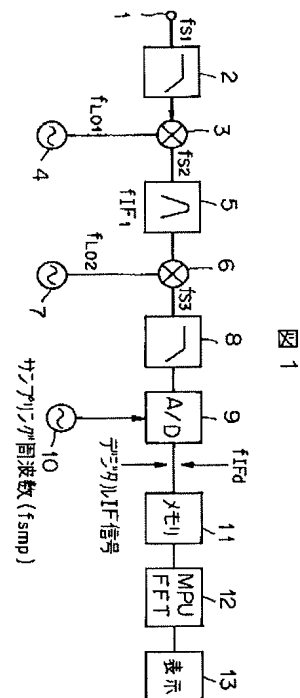 図 1
1
fS1
2
3
fLO1
4
fS2
5
fIF1
6
fLO2
7
fS3
8
A/D
9
10
サンプリング周波数(fsmp)
fIFd
デジタルIF信号
メモリ
11
MPU
FFT
12
表示
13